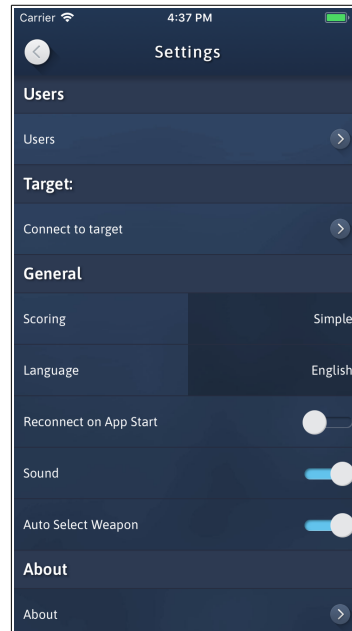 Carrier 4:37 PM
Settings
Users
Users
Target:
Connect to target
General
Scoring Simple
Language English
Reconnect on App Start
Sound
Auto Select Weapon
About
About